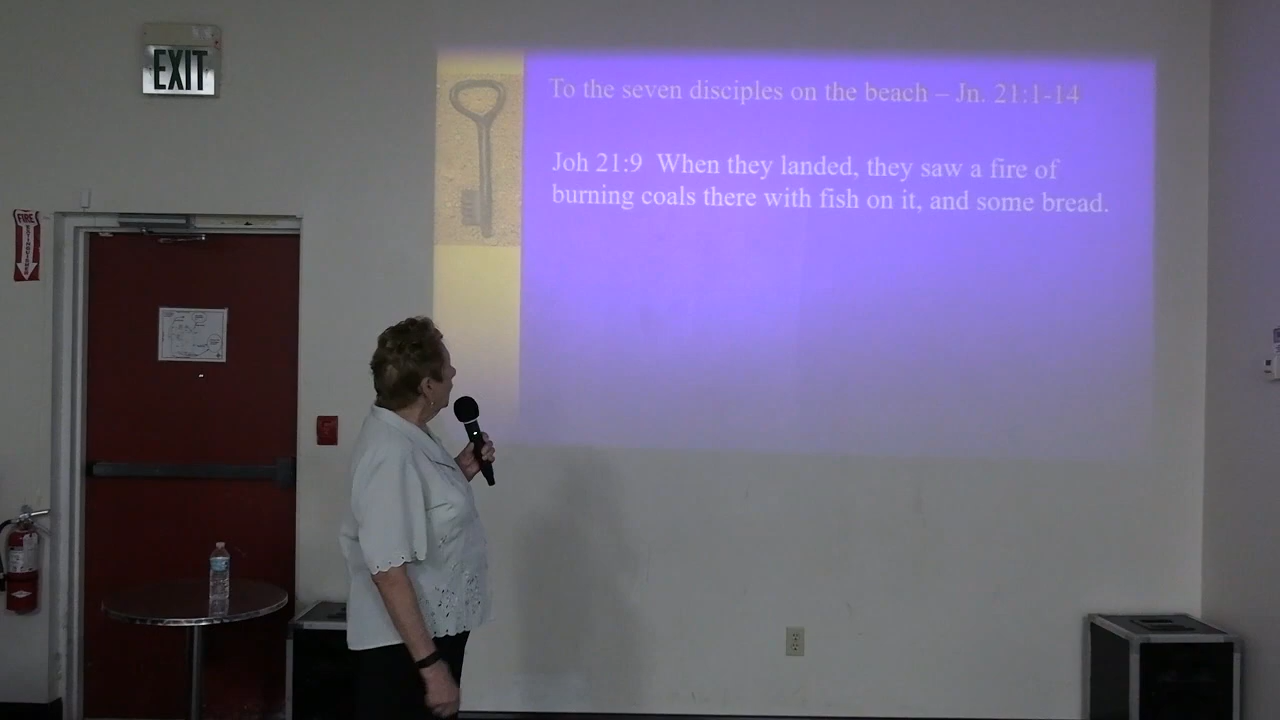 EXIT
To the seven disciples on the beach – Jn. 21:1-14
Joh 21:9 When they landed, they saw a fire of
burning coals there with fish on it, and some bread.
FIRE
EXTINGUISHER